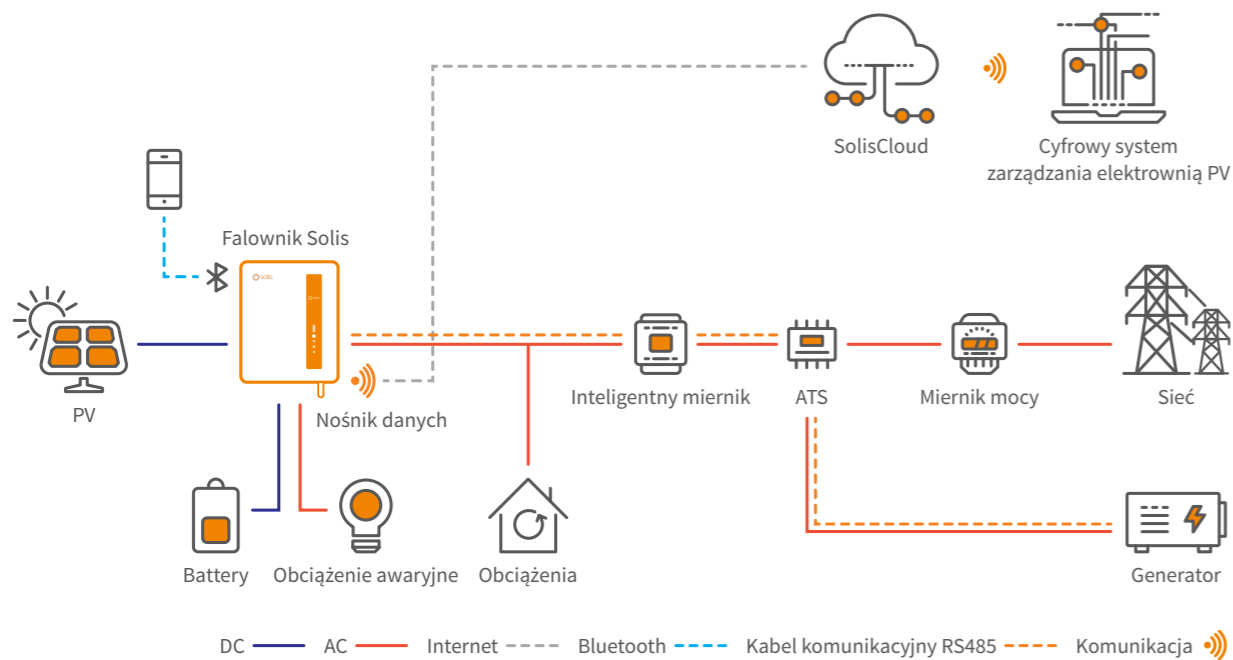 SolisCloud
Cyfrowy system
zarządzania elektrownią PV
Falownik Solis
solis
PV
Nośnik danych
Inteligentny miernik
ATS
Miernik mocy
Sieć
Battery
Obciążenie awaryjne
Obciążenia
Generator
DC AC Internet Bluetooth Kabel komunikacyjny RS485 Komunikacja